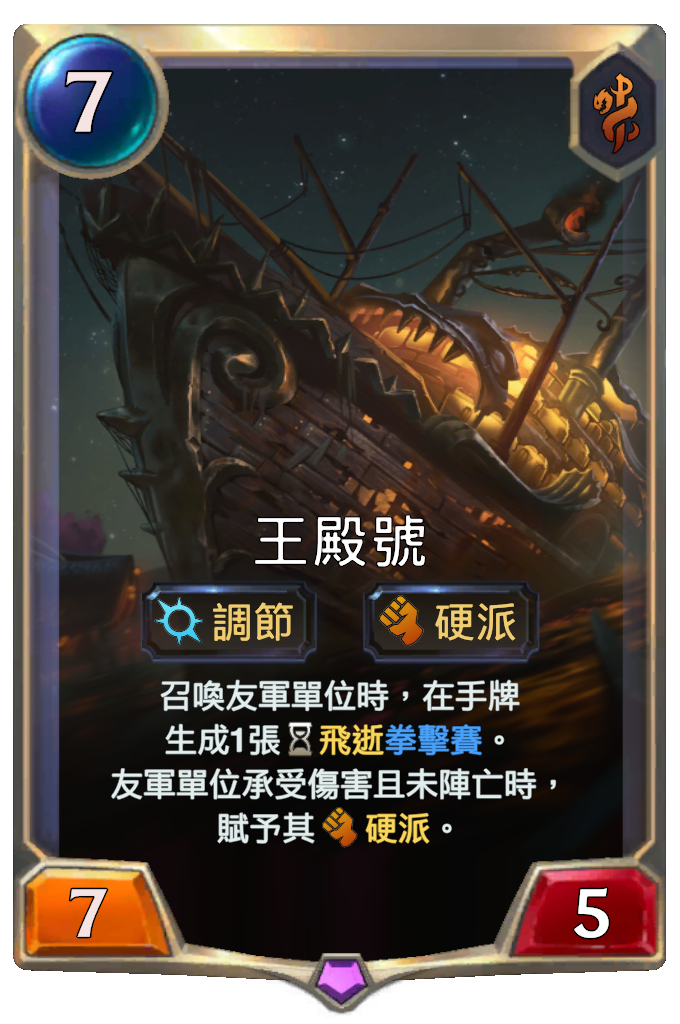 7
王殿號
調節
硬派
召喚友軍單位時，在手牌
生成1張飛逝拳擊賽。
友軍單位承受傷害且未陣亡時，
賦予其硬派。
7
5